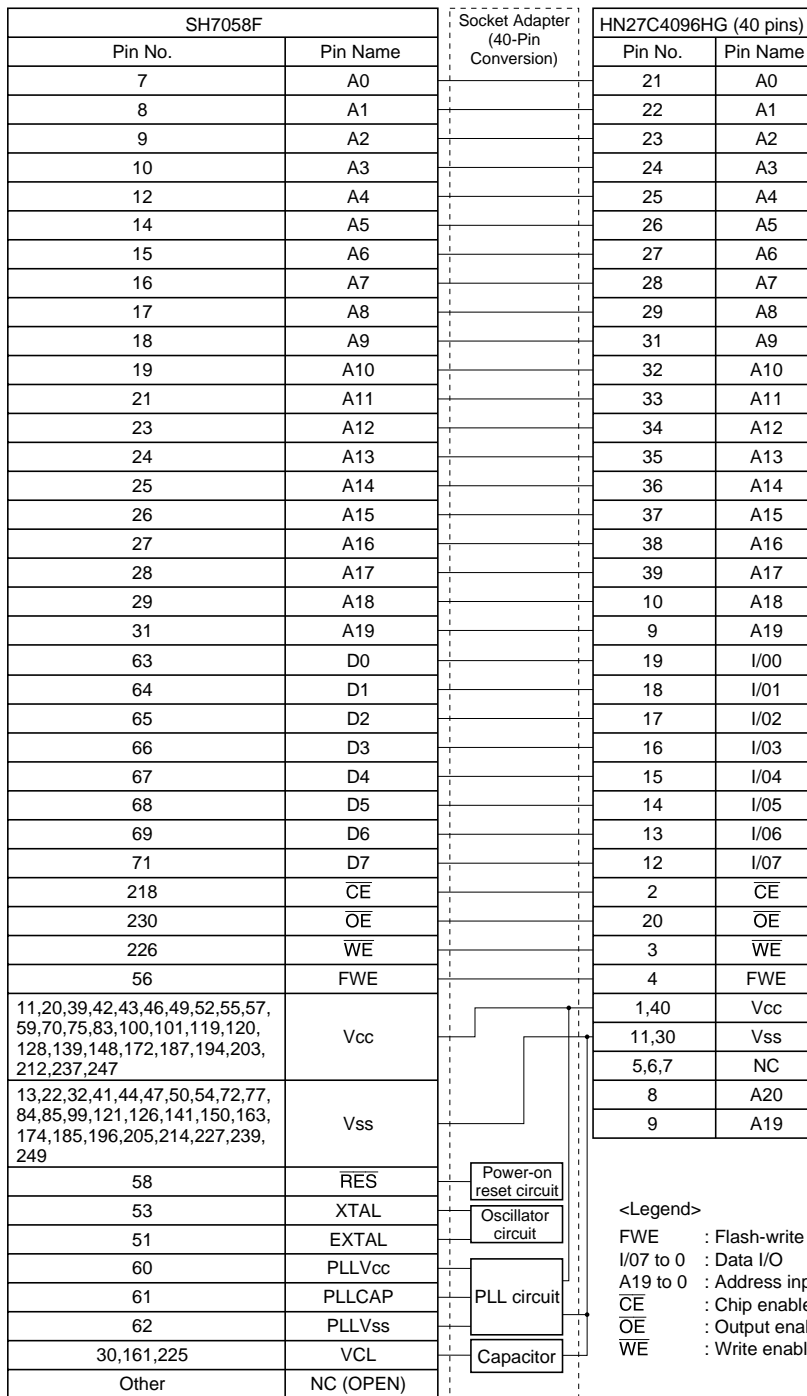 SH7058F Socket Adapter (40-Pin Conversion) HN27C4096HG (40 pins)
Pin No. Pin Name Pin No. Pin Name
7 A0 21 A0
8 A1 22 A1
9 A2 23 A2
10 A3 24 A3
12 A4 25 A4
14 A5 26 A5
15 A6 27 A6
16 A7 28 A7
17 A8 29 A8
18 A9 31 A9
19 A10 32 A10
21 A11 33 A11
23 A12 34 A12
24 A13 35 A13
25 A14 36 A14
26 A15 37 A15
27 A16 38 A16
28 A17 39 A17
29 A18 10 A18
31 A19 9 A19
63 D0 19 I/00
64 D1 18 I/01
65 D2 17 I/02
66 D3 16 I/03
67 D4 15 I/04
68 D5 14 I/05
69 D6 13 I/06
71 D7 12 I/07
218 C̅E̅ 2 C̅E̅
230 O̅E̅ 20 O̅E̅
226 W̅E̅ 3 W̅E̅
56 FWE 4 FWE
11,20,39,42,43,46,49,52,55,57,
59,70,75,83,100,101,119,120,
128,139,148,172,187,194,203,
212,237,247
Vcc
1,40 Vcc
11,30 Vss
5,6,7 NC
8 A20
9 A19
13,22,32,41,44,47,50,54,72,77,
84,85,99,121,126,141,150,163,
174,185,196,205,214,227,239,
249
Vss
58 R̅E̅S̅ Power-on reset circuit
53 XTAL Oscillator circuit
51 EXTAL
60 PLLVcc
61 PLLCAP PLL circuit
62 PLLVss
30,161,225 VCL Capacitor
Other NC (OPEN)
<Legend>
FWE : Flash-write
I/07 to 0 : Data I/O
A19 to 0 : Address
C̅E̅ : Chip enable
O̅E̅ : Output
W̅E̅ : Write